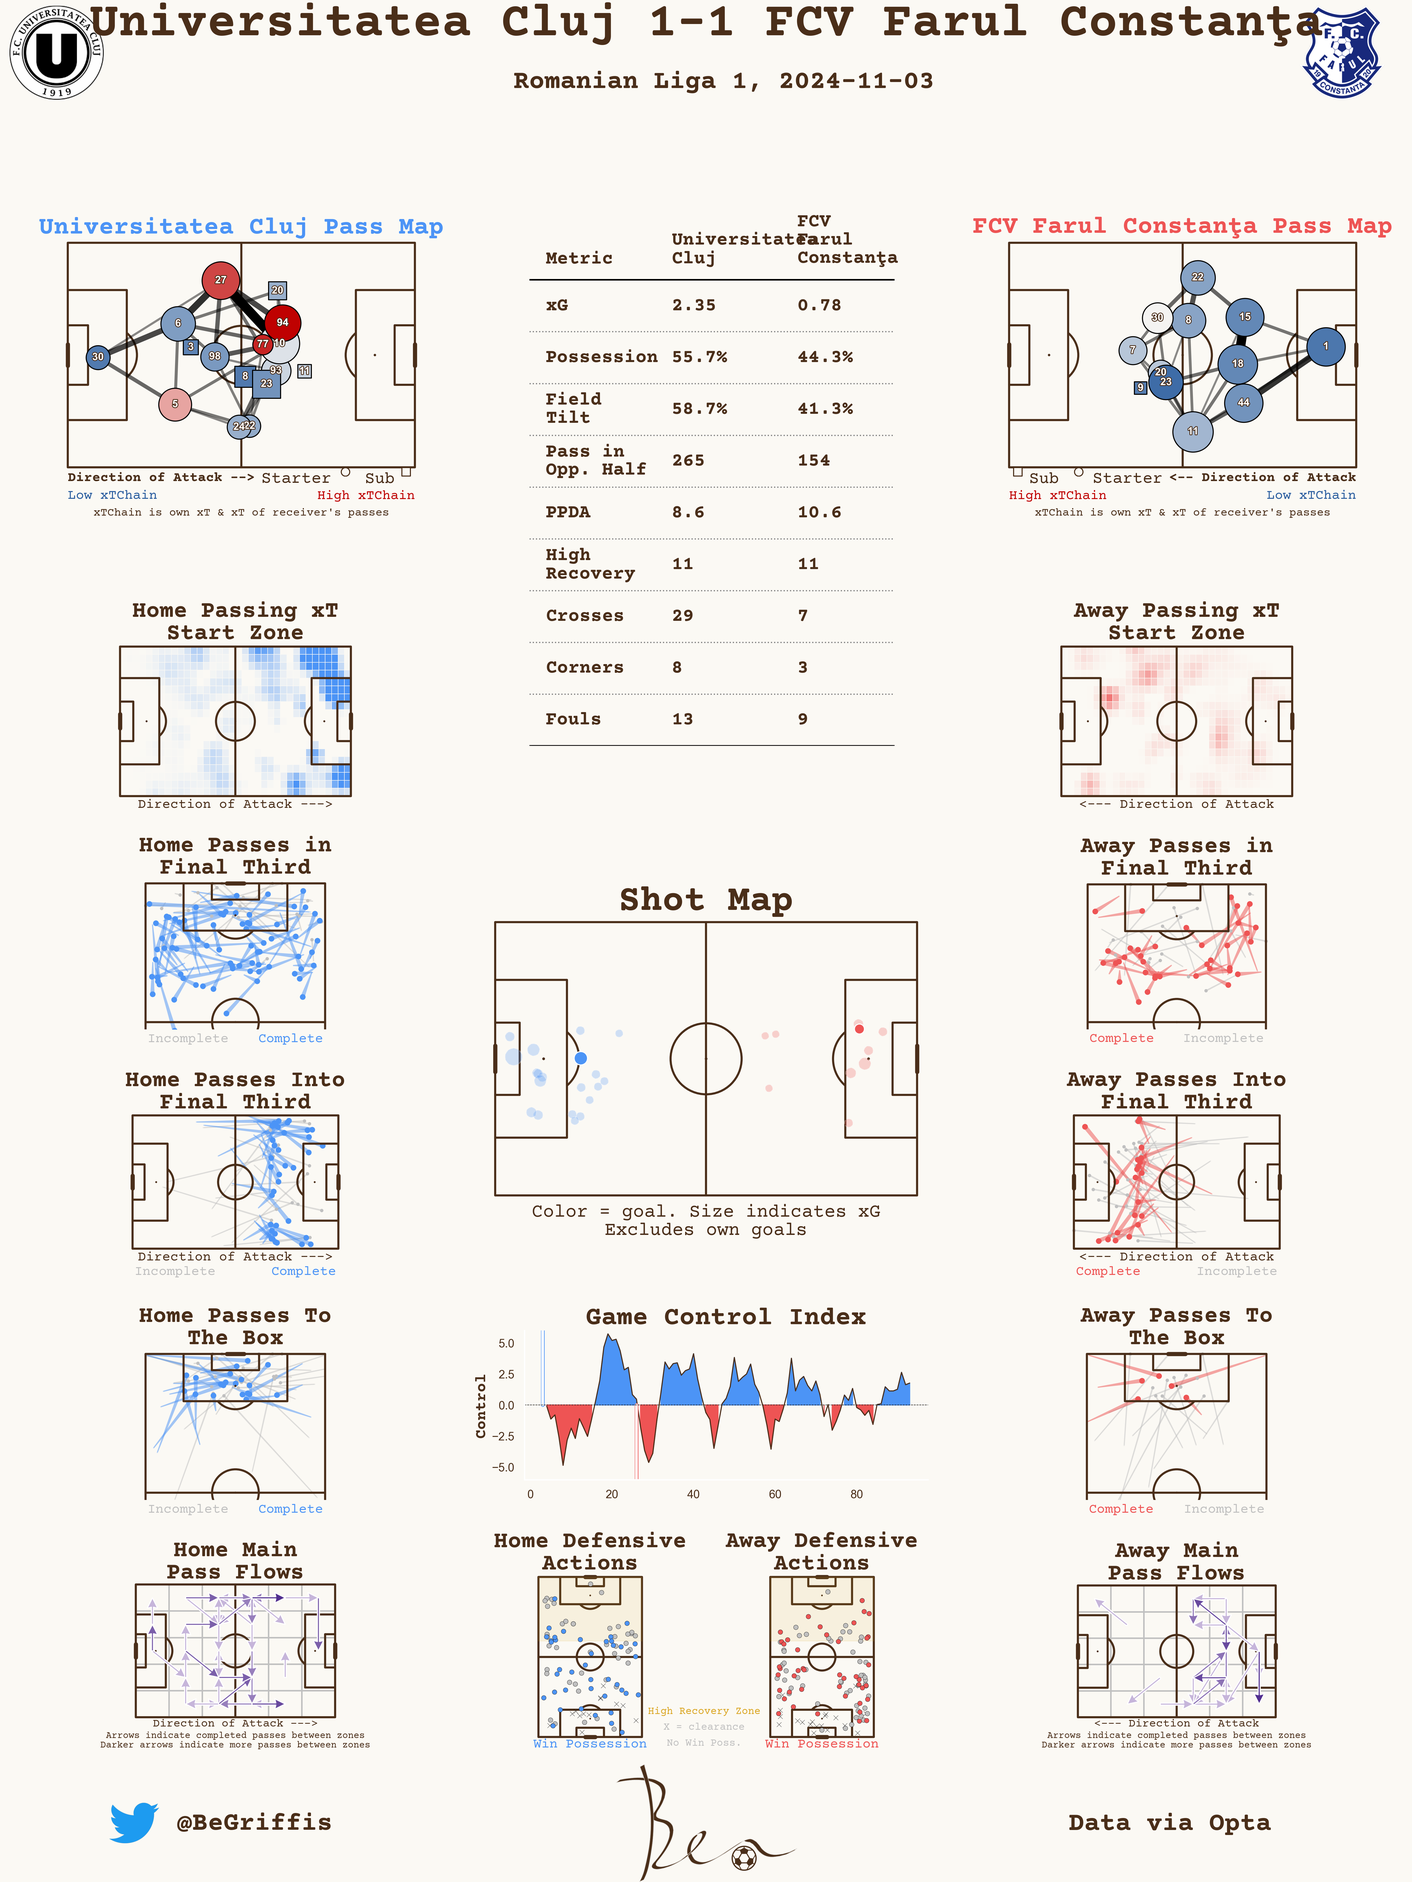 Universitatea Cluj 1-1 FCV Farul Constanța
Romanian Liga 1, 2024-11-03
F.C. UNIVERSITATEA CLUJ
U
1919
F. C.
FARUL
19 CONSTANTA 20
Universitatea Cluj Pass Map
27
20
6
94
3
77
10
30
98
93
11
8
23
5
24
22
Direction of Attack --> Starter Sub
Low xTChain High xTChain
xTChain is own xT & xT of receiver's passes
Metric Universitatea Cluj FCV Farul Constanța
xG 2.35 0.78
Possession 55.7% 44.3%
Field Tilt 58.7% 41.3%
Pass in Opp. Half 265 154
PPDA 8.6 10.6
High Recovery 11 11
Crosses 29 7
Corners 8 3
Fouls 13 9
FCV Farul Constanța Pass Map
22
30
8
15
7
1
18
20
23
9
44
11
Sub Starter <-- Direction of Attack
High xTChain Low xTChain
xTChain is own xT & xT of receiver's passes
Home Passing xT
Start Zone
Direction of Attack --->
Away Passing xT
Start Zone
<--- Direction of Attack
Home Passes in
Final Third
Incomplete Complete
Away Passes in
Final Third
Complete Incomplete
Shot Map
Color = goal. Size indicates xG
Excludes own goals
Home Passes Into
Final Third
Direction of Attack --->
Incomplete Complete
Away Passes Into
Final Third
<--- Direction of Attack
Complete Incomplete
Home Passes To
The Box
Incomplete Complete
Game Control Index
Control
5.0
2.5
0.0
−2.5
−5.0
0 20 40 60 80
Away Passes To
The Box
Complete Incomplete
Home Main
Pass Flows
Direction of Attack --->
Arrows indicate completed passes between zones
Darker arrows indicate more passes between zones
Home Defensive
Actions
Win Possession
High Recovery Zone
X = clearance
No Win Poss.
Away Defensive
Actions
Win Possession
Away Main
Pass Flows
<--- Direction of Attack
Arrows indicate completed passes between zones
Darker arrows indicate more passes between zones
@BeGriffis
Ben
Data via Opta